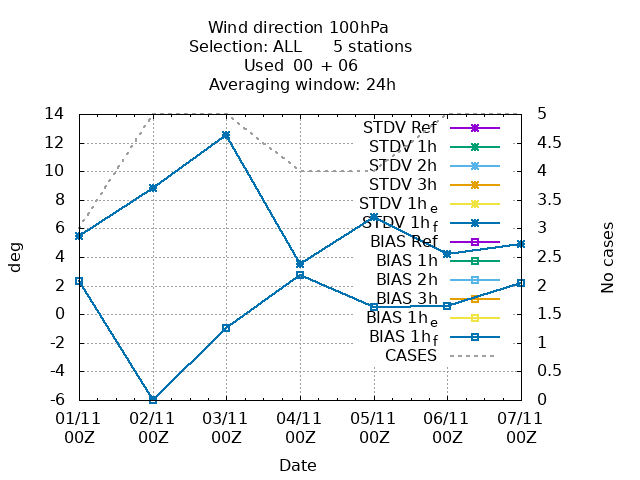 Wind direction 100hPa
Selection: ALL 5 stations
Used 00 + 06
Averaging window: 24h
14
12
10
8
6
4
2
0
-2
-4
-6
deg
5
4.5
4
3.5
3
2.5
2
1.5
1
0.5
0
No cases
STDV Ref
STDV 1h
STDV 2h
STDV 3h
STDV 1h e
STDV 1h f
BIAS Ref
BIAS 1h
BIAS 2h
BIAS 3h
BIAS 1h e
BIAS 1h f
CASES
01/11 02/11 03/11 04/11 05/11 06/11 07/11
00Z 00Z 00Z 00Z 00Z 00Z 00Z
Date